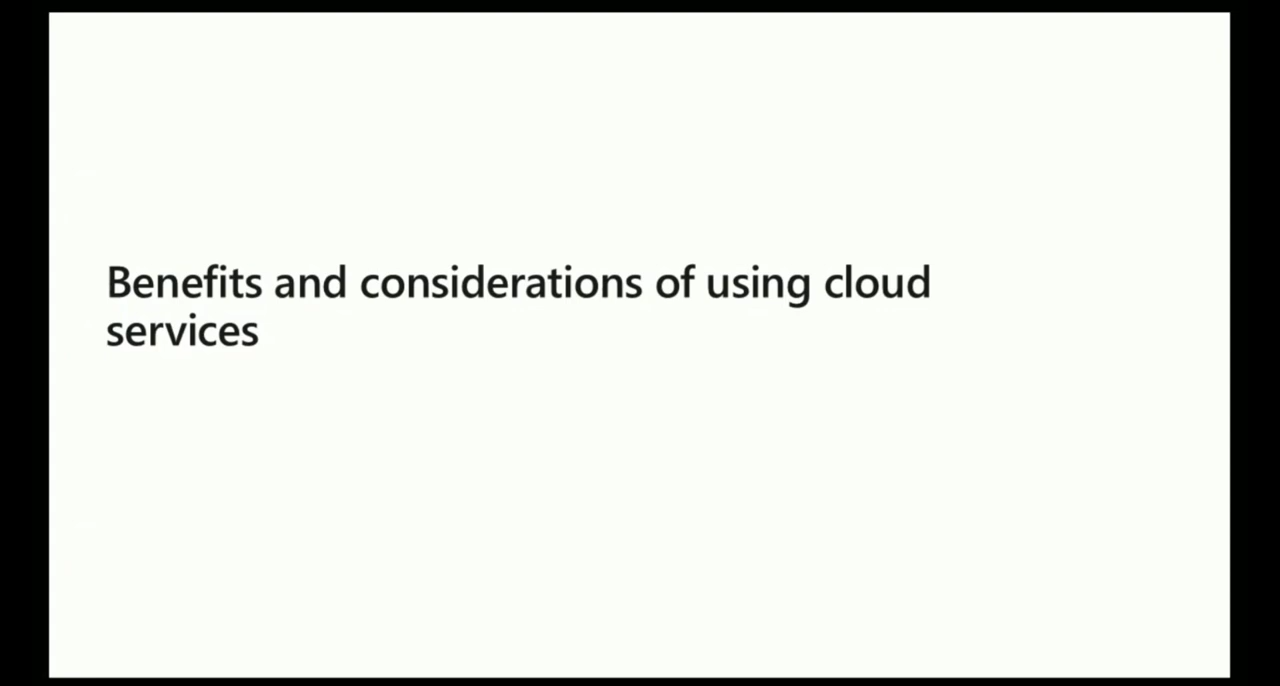 Benefits and considerations of using cloud
services